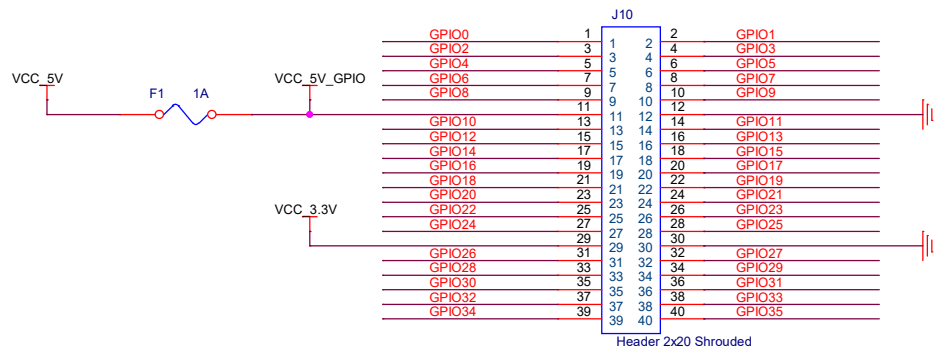 J10
GPIO0 1 1 2 2 GPIO1
GPIO2 3 3 4 4 GPIO3
GPIO4 5 5 6 6 GPIO5
VCC_5V VCC_5V_GPIO GPIO6 7 7 8 8 GPIO7
F1 1A GPIO8 9 9 10 10 GPIO9
11 11 12 12
GPIO10 13 13 14 14 GPIO11
GPIO12 15 15 16 16 GPIO13
GPIO14 17 17 18 18 GPIO15
GPIO16 19 19 20 20 GPIO17
GPIO18 21 21 22 22 GPIO19
GPIO20 23 23 24 24 GPIO21
VCC_3.3V GPIO22 25 25 26 26 GPIO23
GPIO24 27 27 28 28 GPIO25
29 29 30 30
GPIO26 31 31 32 32 GPIO27
GPIO28 33 33 34 34 GPIO29
GPIO30 35 35 36 36 GPIO31
GPIO32 37 37 38 38 GPIO33
GPIO34 39 39 40 40 GPIO35
Header 2x20 Shrouded